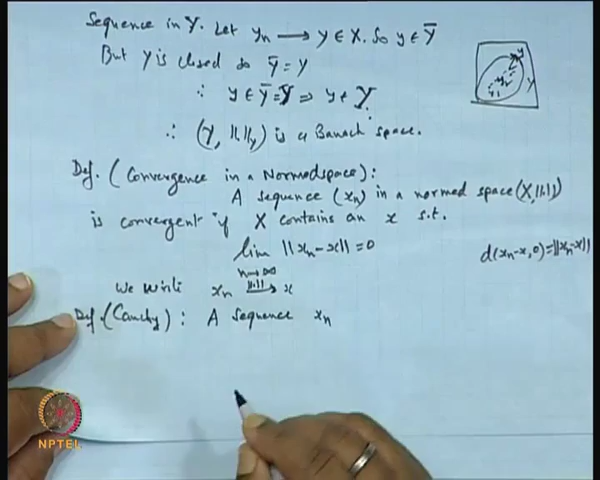 Sequence in Y. Let yn ⟶ y ∈ X. So y ∈ Y̅
But Y is closed so Y̅ = Y
∴ y ∈ Y̅ = Y ⇒ y ∈ Y.
∴ (Y, ||.||y) is a Banach space.
Def. (Convergence in a Normed space):
A sequence (xn) in a normed space (X, ||.||)
is convergent if X contains an x s.t.
lim ||xn - x|| = 0
n→∞
d(xn - x, 0) = ||xn - x||
We write xn ⟶ x
||.||
Def. (Cauchy): A sequence xn
Y
NPTEL